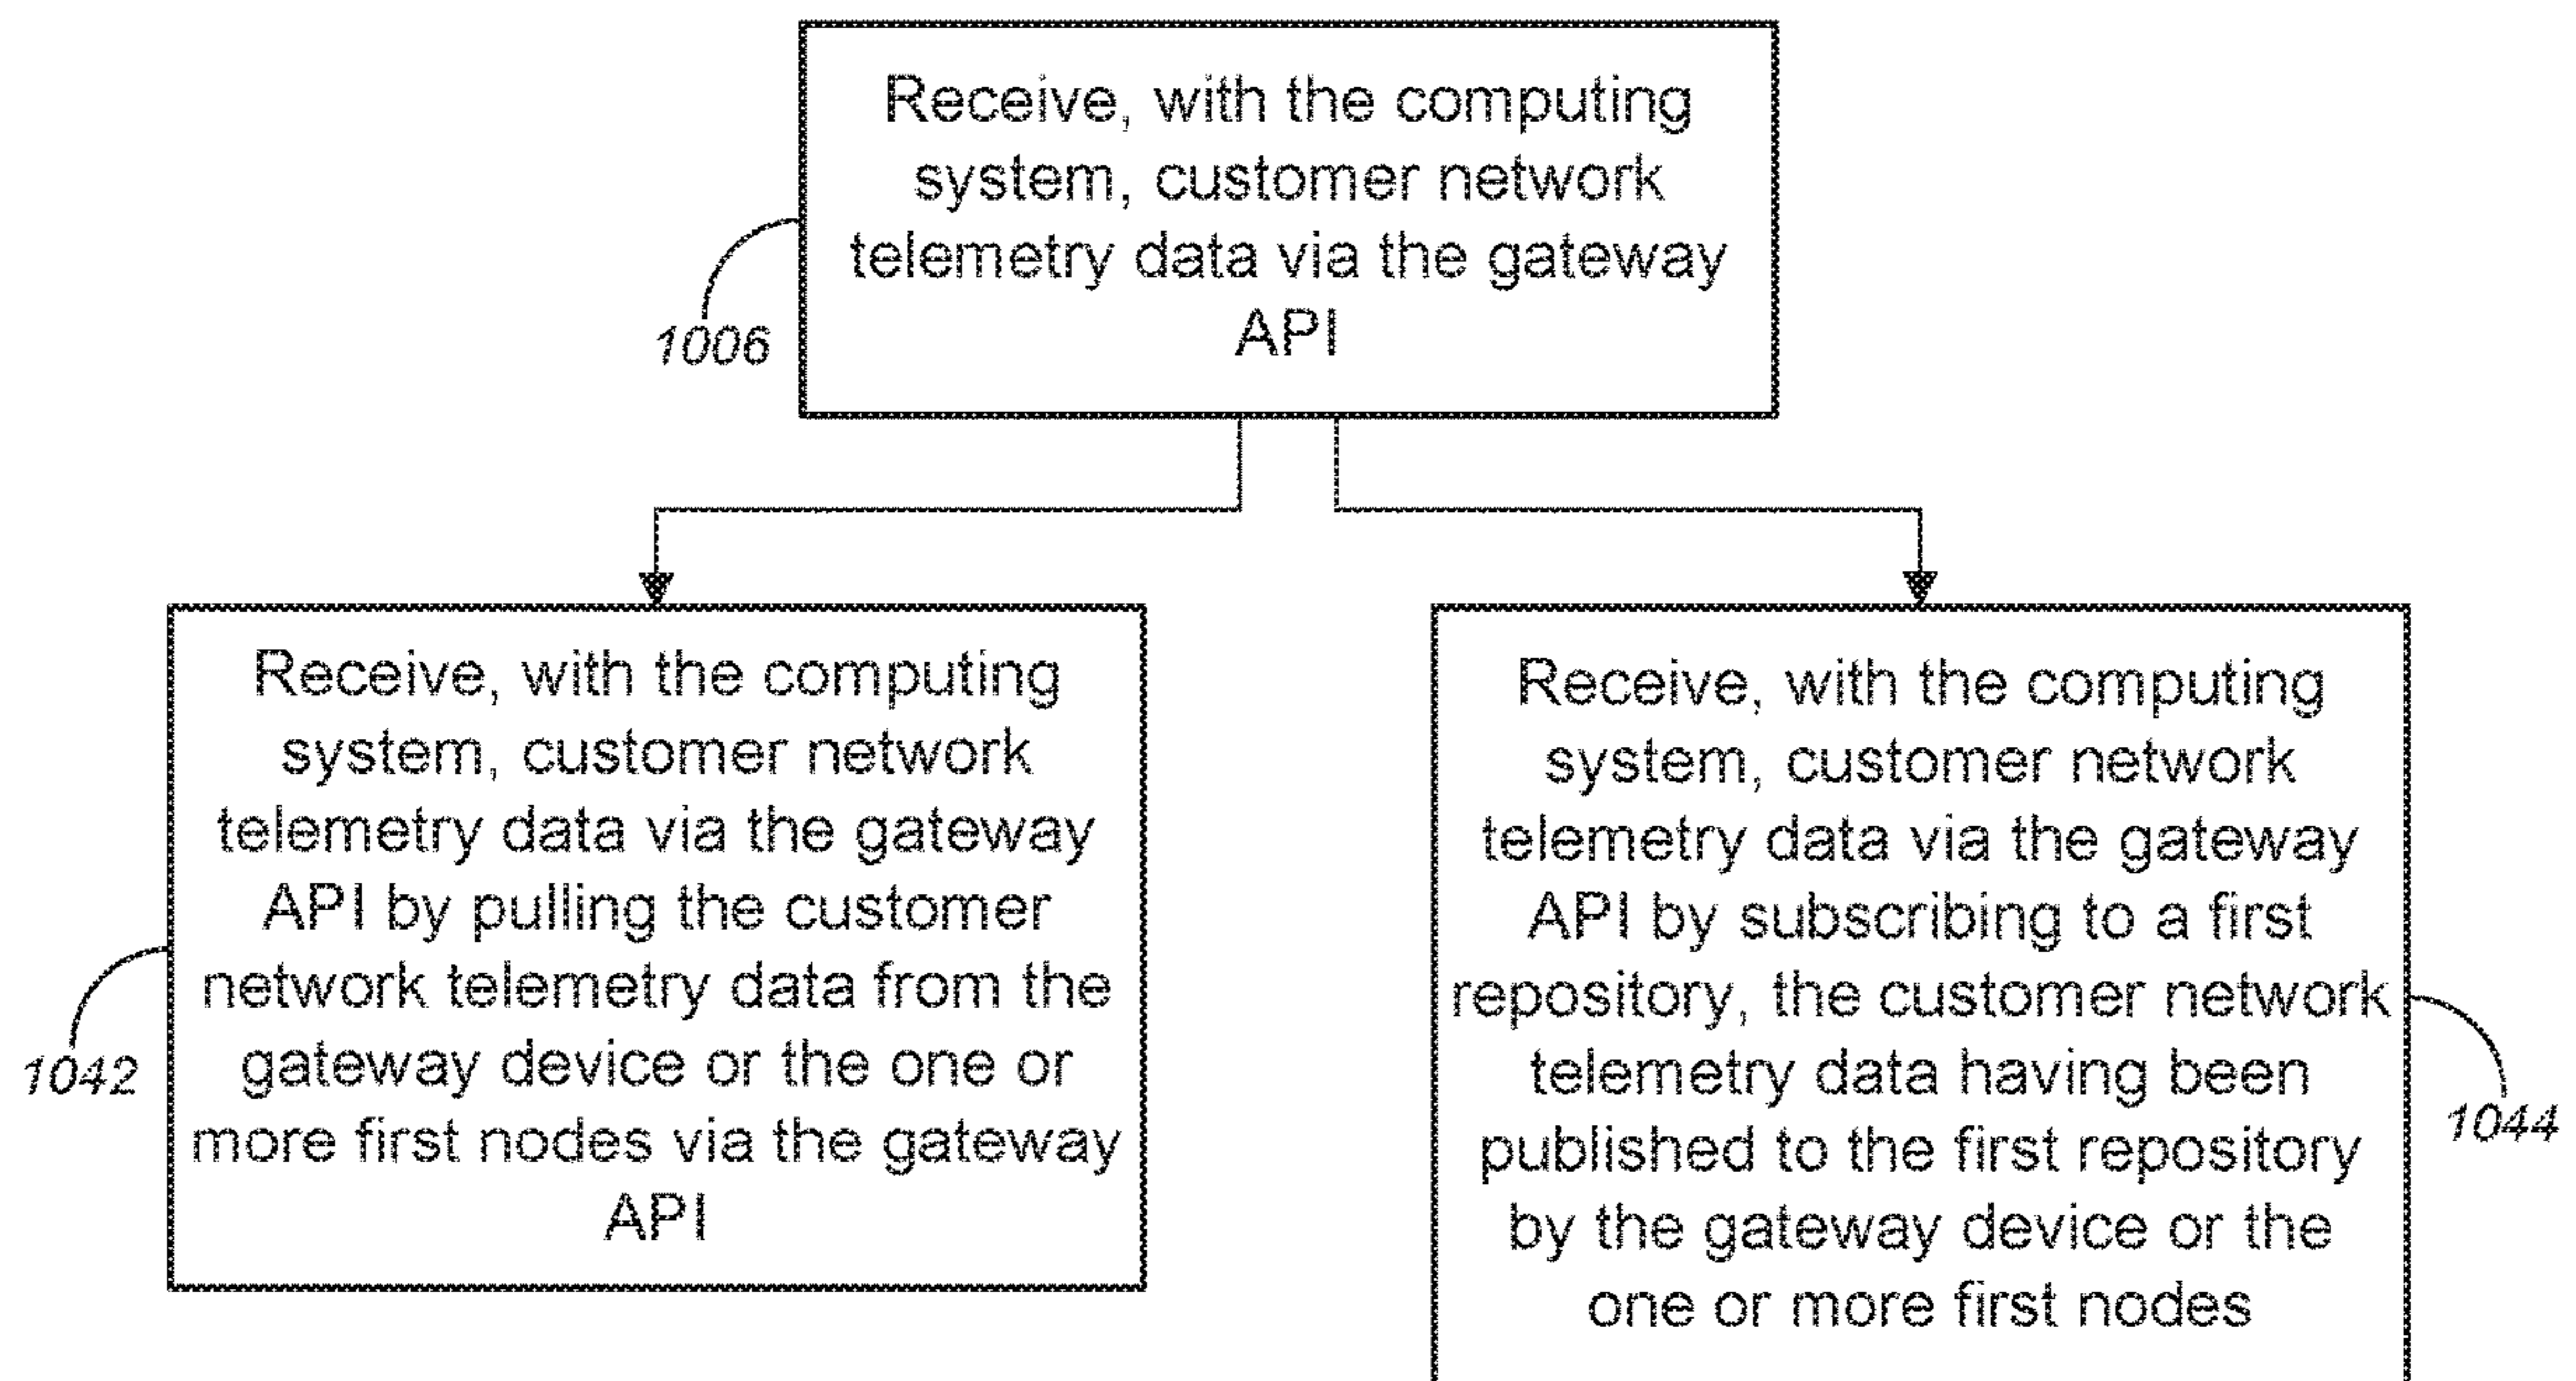 Receive, with the computing
system, customer network
telemetry data via the gateway
API
1006
Receive, with the computing
system, customer network
telemetry data via the gateway
API by pulling the customer
network telemetry data from the
gateway device or the one or
more first nodes via the gateway
API
1042
Receive, with the computing
system, customer network
telemetry data via the gateway
API by subscribing to a first
repository, the customer network
telemetry data having been
published to the first repository
by the gateway device or the
one or more first nodes
1044